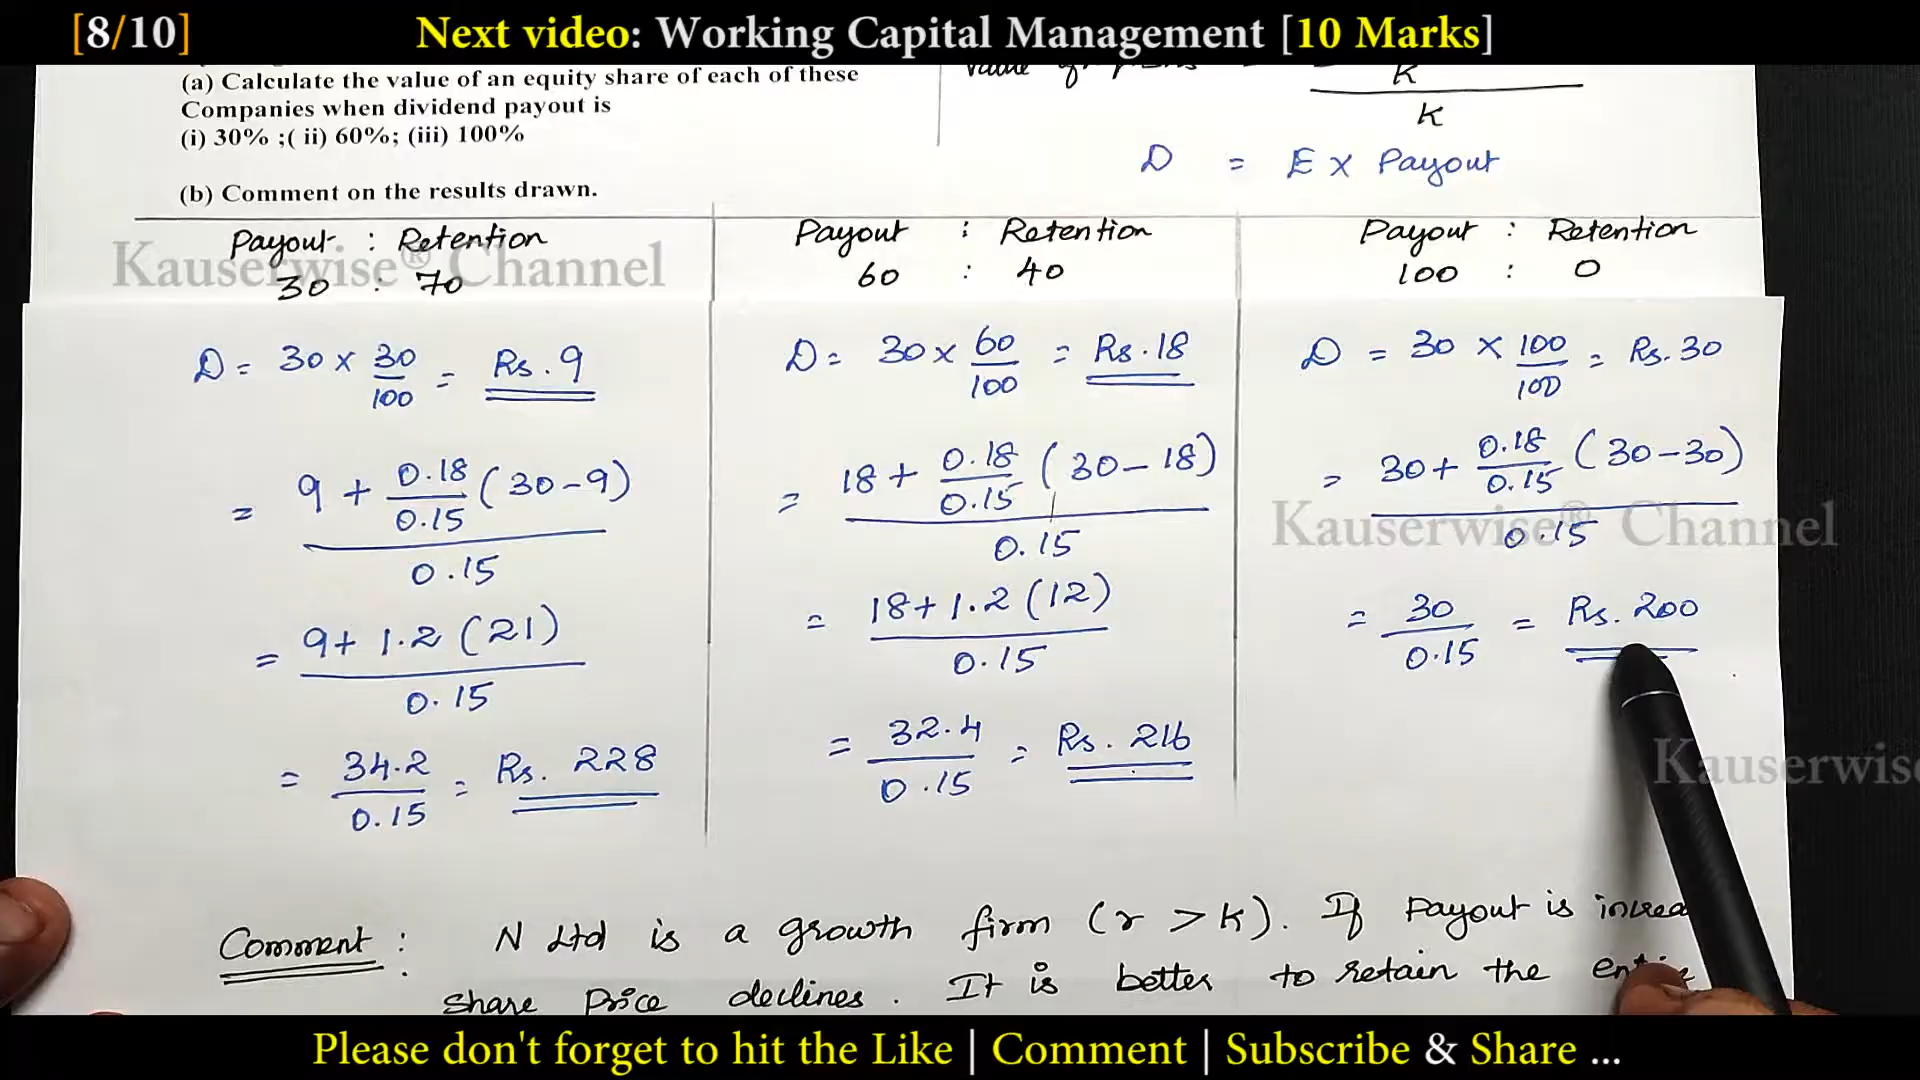 [8/10] Next video: Working Capital Management [10 Marks]
(a) Calculate the value of an equity share of each of these
Companies when dividend payout is
(i) 30% ;( ii) 60%; (iii) 100%
(b) Comment on the results drawn.
K
K
D = E × Payout
Payout : Retention
30 : 70
D = 30 × 30/100 = Rs. 9
= 9 + 0.18/0.15 (30-9)
0.15
= 9 + 1.2 (21)
0.15
= 34.2/0.15 = Rs. 228
Payout : Retention
60 : 40
D = 30 × 60/100 = Rs. 18
= 18 + 0.18/0.15 (30-18)
0.15
= 18 + 1.2 (12)
0.15
= 32.4/0.15 = Rs. 216
Payout : Retention
100 : 0
D = 30 × 100/100 = Rs. 30
= 30 + 0.18/0.15 (30-30)
0.15
= 30/0.15 = Rs. 200
Kauserwise® Channel
Kauserwise® Channel
Kauserwise
Comment : N Ltd is a growth firm (r > k). If Payout is
share Price declines. It is better to retain the
Please don't forget to hit the Like | Comment | Subscribe & Share ...